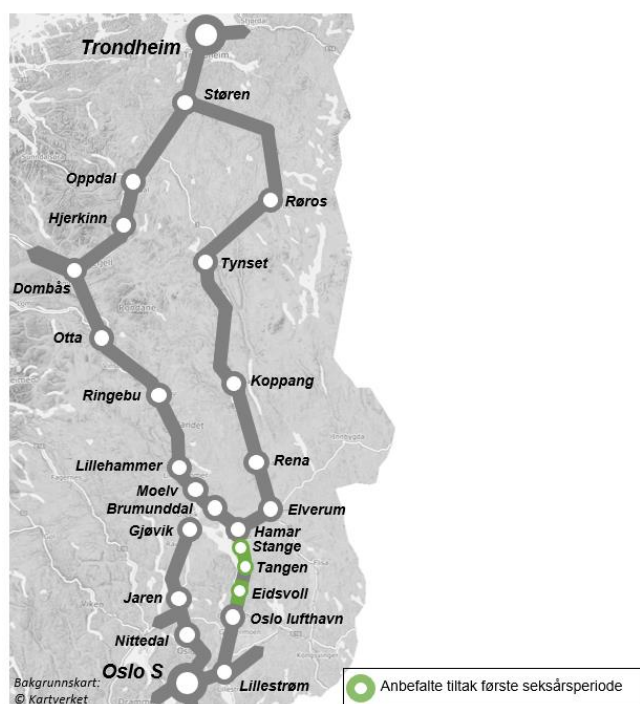 Trondheim
Støren
Oppdal
Røros
Hjerkinn
Tynset
Dombås
Otta
Koppang
Ringebu
Lillehammer
Rena
Moelv
Brumunddal
Elverum
Gjøvik
Hamar
Stange
Tangen
Jaren
Eidsvoll
Oslo lufthavn
Nittedal
Oslo S
Lillestrøm
Bakgrunnskart:
© Kartverket
Anbefalte tiltak første seksårsperiode